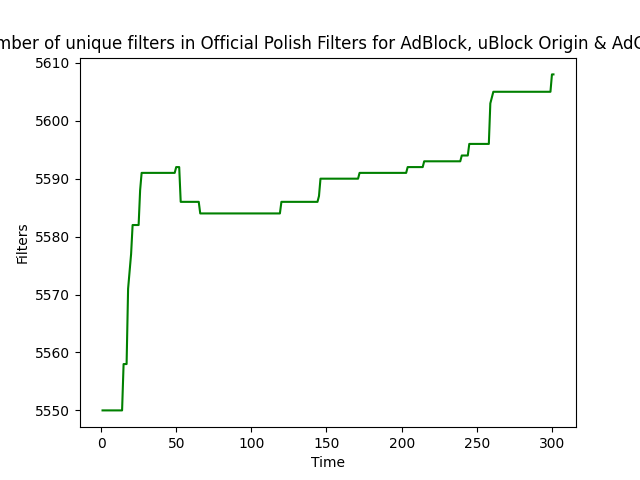 mber of unique filters in Official Polish Filters for AdBlock, uBlock Origin & AdG
5610
5600
5590
5580
5570
5560
5550
Filters
0 50 100 150 200 250 300
Time